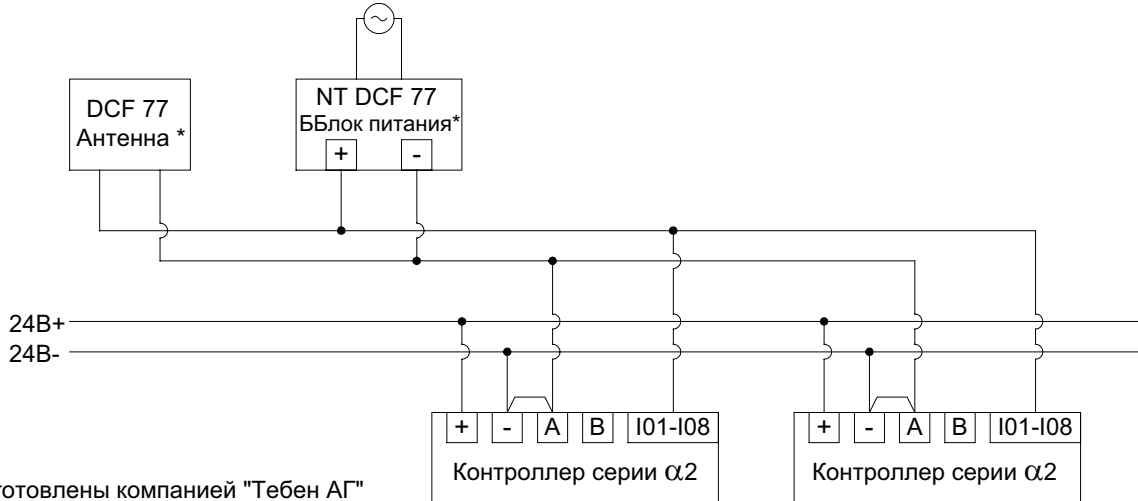 DCF 77
Антенна *
NT DCF 77
ББлок питания*
+ -
24В+
24В-
+ - A B I01-I08
Контроллер серии α2
+ - A B I01-I08
Контроллер серии α2
готовлены компанией "Тебен АГ"